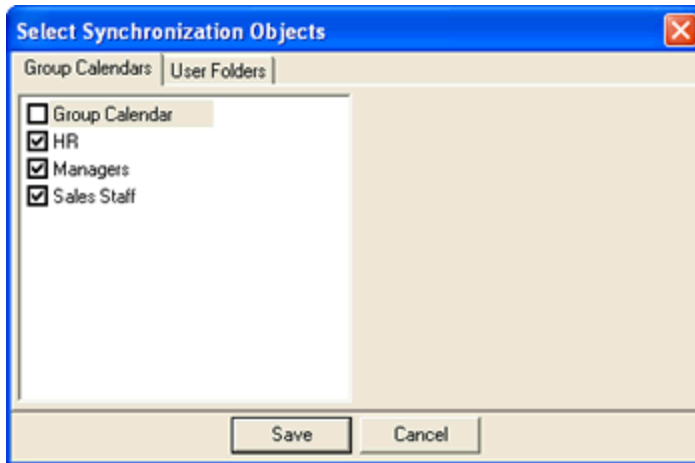 Select Synchronization Objects
Group Calendars User Folders
Group Calendar
HR
Managers
Sales Staff
Save Cancel